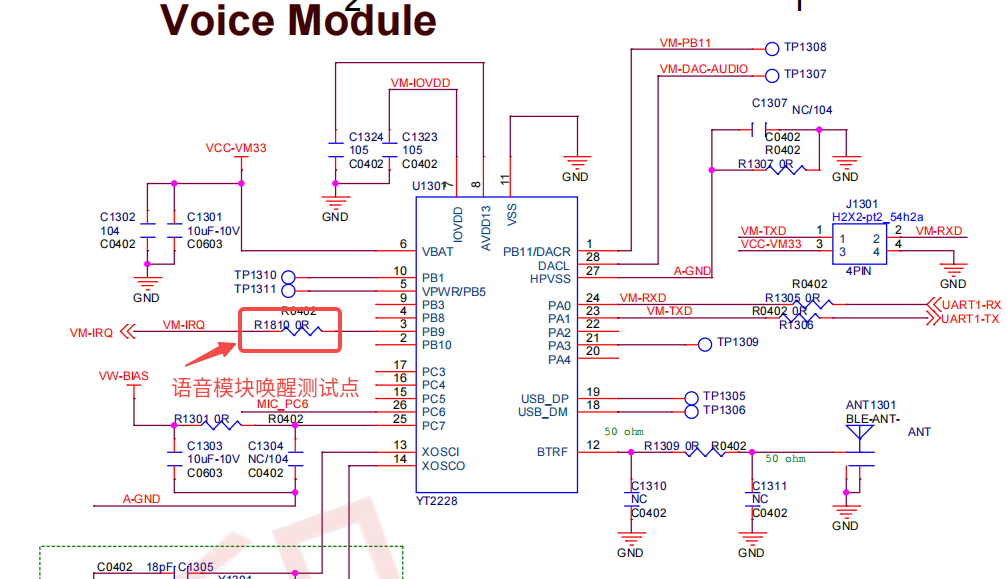 2
1
Voice Module
VM-PB11
TP1308
VM-DAC-AUDIO
TP1307
VM-IOVDD
C1307
NC/104
C0402
R0402
R1307 0R
GND
C1324
105
C0402
C1323
105
C0402
GND
GND
VCC-VM33
C1302
104
C0402
C1301
10uF-10V
C0603
GND
U1301
7
8
11
IOVDD
AVDD13
VSS
J1301
H2X2-pt2_54h2a
VM-TXD
1
1
2
2
VM-RXD
VCC-VM33
3
3
4
4
4PIN
GND
6
VBAT
PB11/DACR
1
DACL
28
HPVSS
27
A-GND
TP1310
10
PB1
TP1311
5
VPWR/PB5
9
PB3
4
PB8
VM-IRQ
VM-IRQ
R0402
R1810 0R
3
PB9
2
PB10
PA0
24
VM-RXD
R0402
R1305 0R
UART1-RX
PA1
23
VM-TXD
R0402 0R
R1306
UART1-TX
PA2
22
PA3
21
TP1309
PA4
20
语音模块唤醒测试点
17
PC3
16
PC4
15
PC5
MIC_PC6
26
PC6
25
PC7
VW-BIAS
R1301 0R
R0402
C1303
10uF-10V
C0603
C1304
NC/104
C0402
A-GND
USB_DP
19
TP1305
USB_DM
18
TP1306
13
XOSCI
14
XOSCO
BTRF
12
50 ohm
R1309 0R
R0402
50 ohm
ANT1301
BLE-ANT-
ANT
C1310
NC
C0402
GND
C1311
NC
C0402
GND
GND
YT2228
C0402
18pF
C1305
Y1301